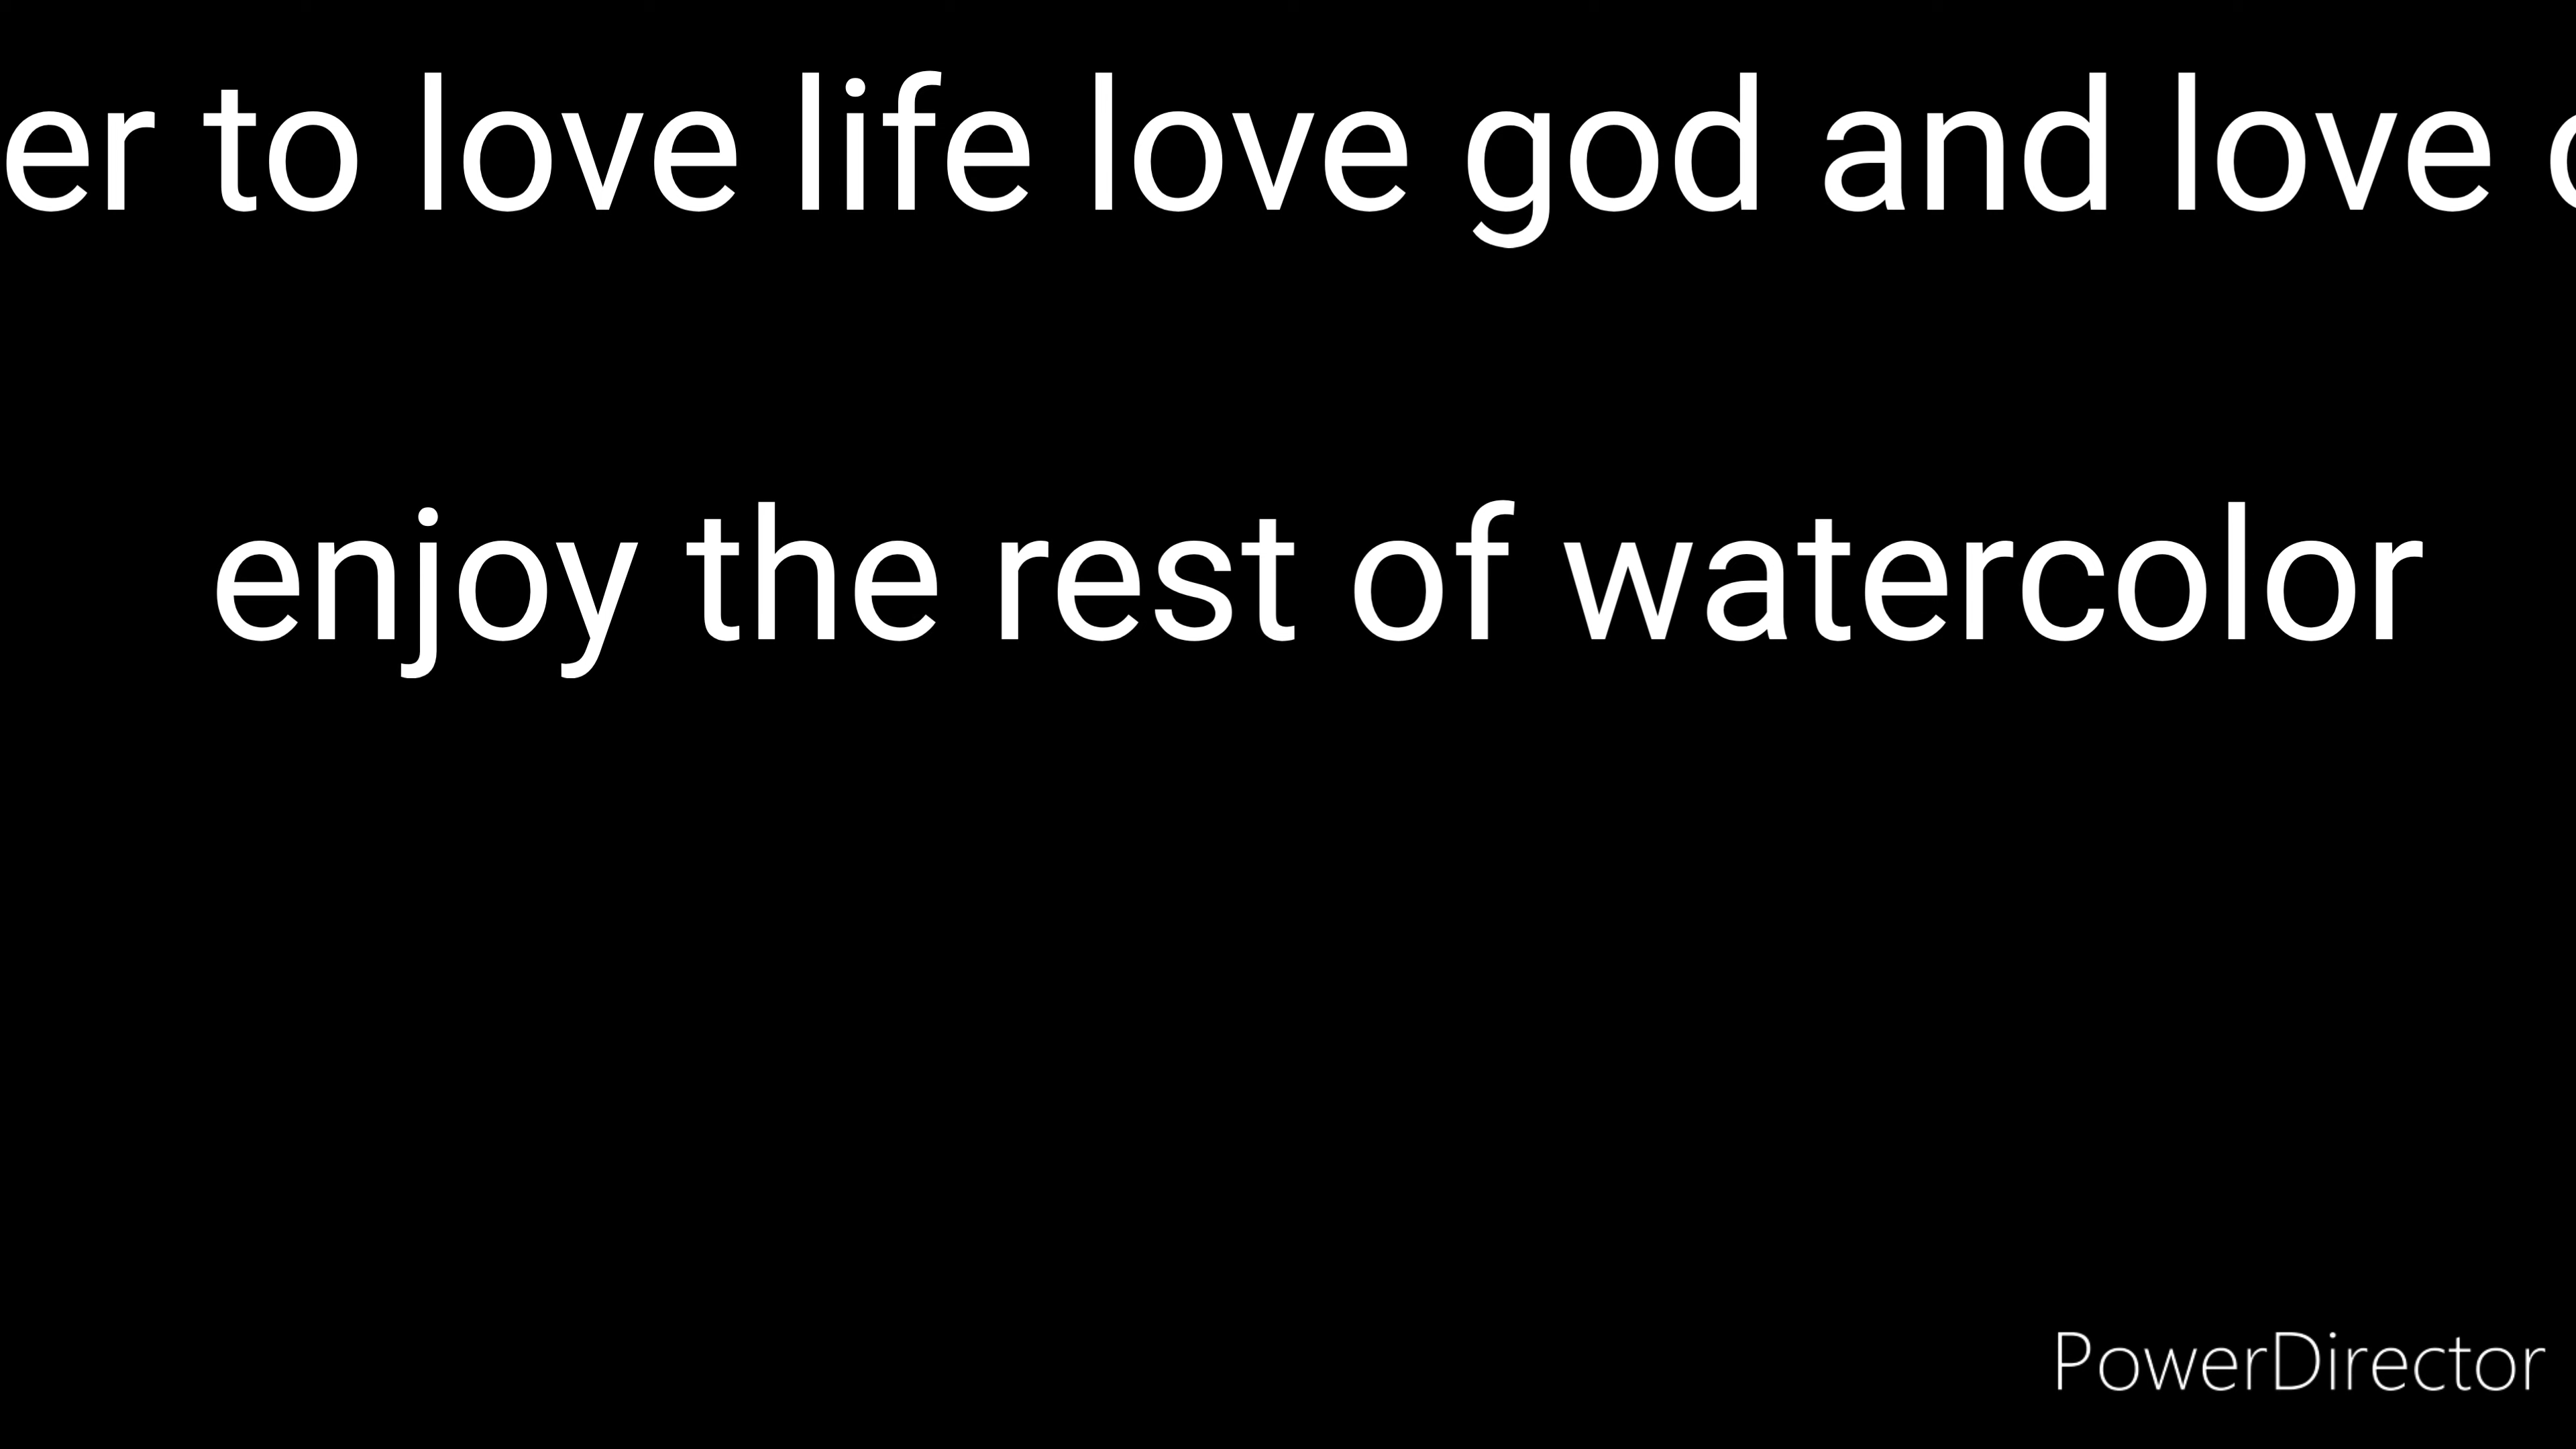 er to love life love god and love
enjoy the rest of watercolor
PowerDirector